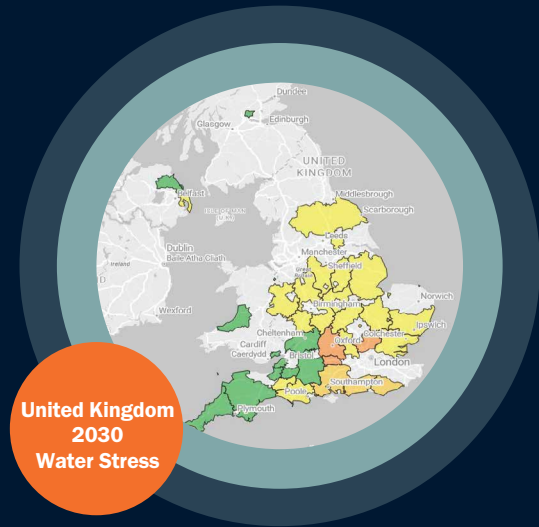 Dundee
Glasgow
Edinburgh
UNITED
KINGDOM
Middlesbrough
Scarborough
Belfast
Leeds
Manchester
Dublin
Baile Átha Cliath
Ireland
Sheffield
Norwich
Wexford
Birmingham
Ipswich
Cheltenham
Colchester
Oxford
Cardiff
Caerdydd
Bristol
London
Southampton
Poole
Plymouth
United Kingdom
2030
Water Stress